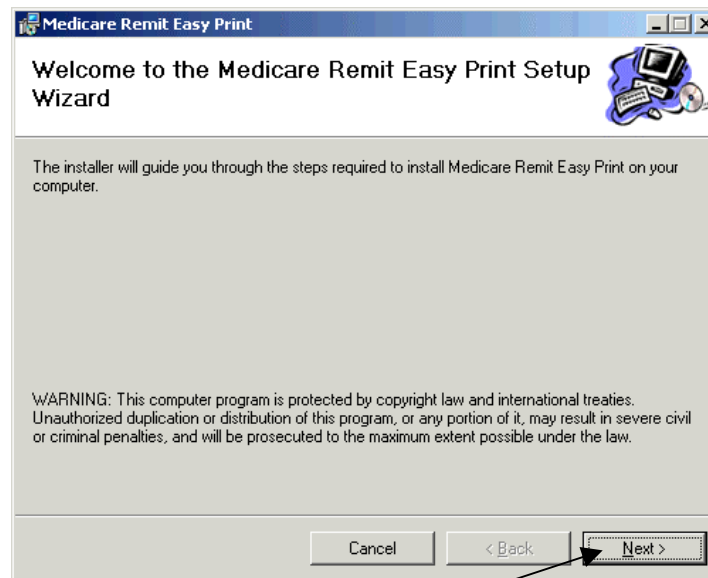 Medicare Remit Easy Print
Welcome to the Medicare Remit Easy Print Setup
Wizard
The installer will guide you through the steps required to install Medicare Remit Easy Print on your
computer.
WARNING: This computer program is protected by copyright law and international treaties.
Unauthorized duplication or distribution of this program, or any portion of it, may result in severe civil
or criminal penalties, and will be prosecuted to the maximum extent possible under the law.
Cancel < Back Next >